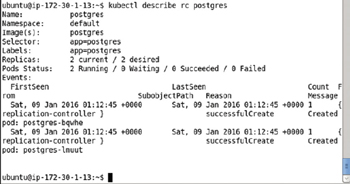 ubuntu@ip-172-30-1-13:~$ kubectl describe rc postgres
Name: postgres
Namespace: default
Image(s): postgres
Selector: app=postgres
Labels: app=postgres
Replicas: 2 current / 2 desired
Pods Status: 2 Running / 0 Waiting / 0 Succeeded / 0 Failed
Events:
FirstSeen LastSeen Count F
rom SubobjectPath Reason Message
Sat, 09 Jan 2016 01:12:45 +0000 Sat, 09 Jan 2016 01:12:45 +0000 1 {
replication-controller } successfulCreate Created
pod: postgres-bqwhe
Sat, 09 Jan 2016 01:12:45 +0000 Sat, 09 Jan 2016 01:12:45 +0000 1 {
replication-controller } successfulCreate Created
pod: postgres-lmuut
ubuntu@ip-172-30-1-13:~$